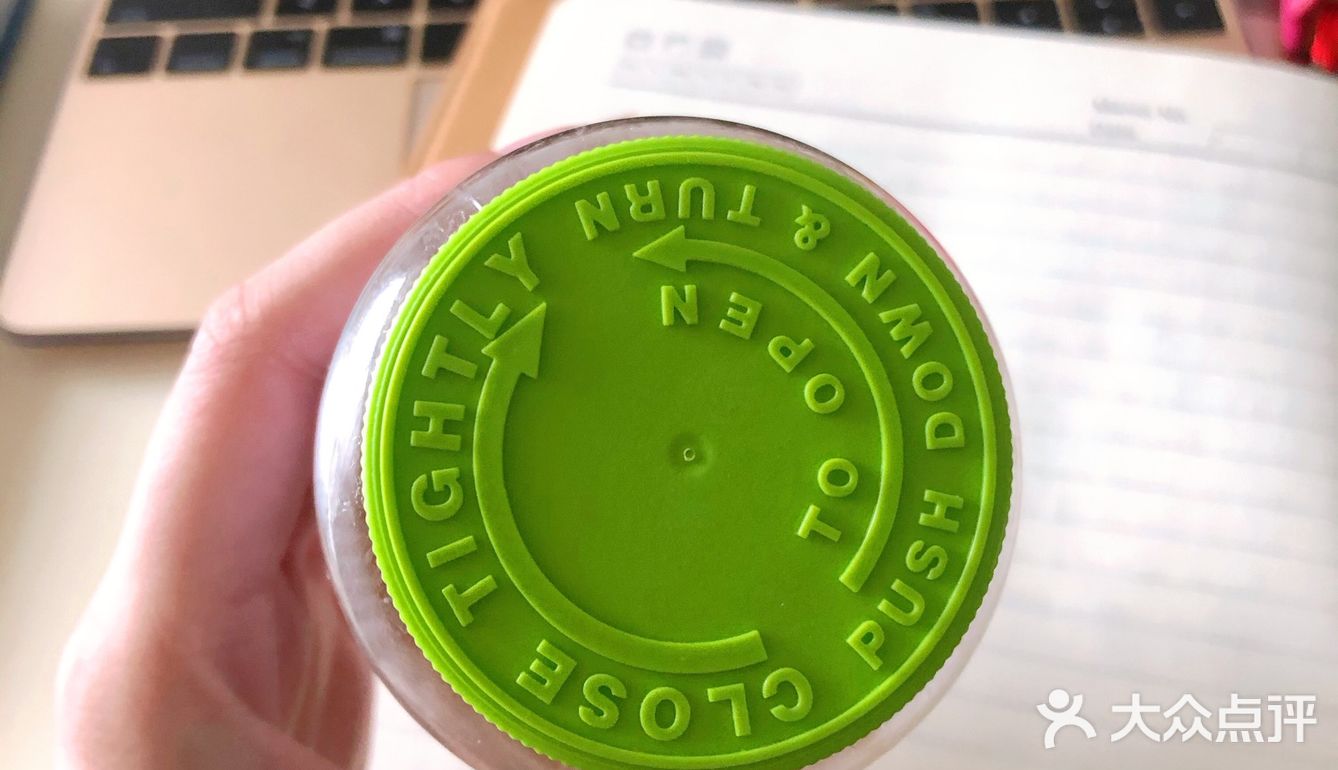 PUSH DOWN & TURN
TO OPEN
CLOSE TIGHTLY
大众点评